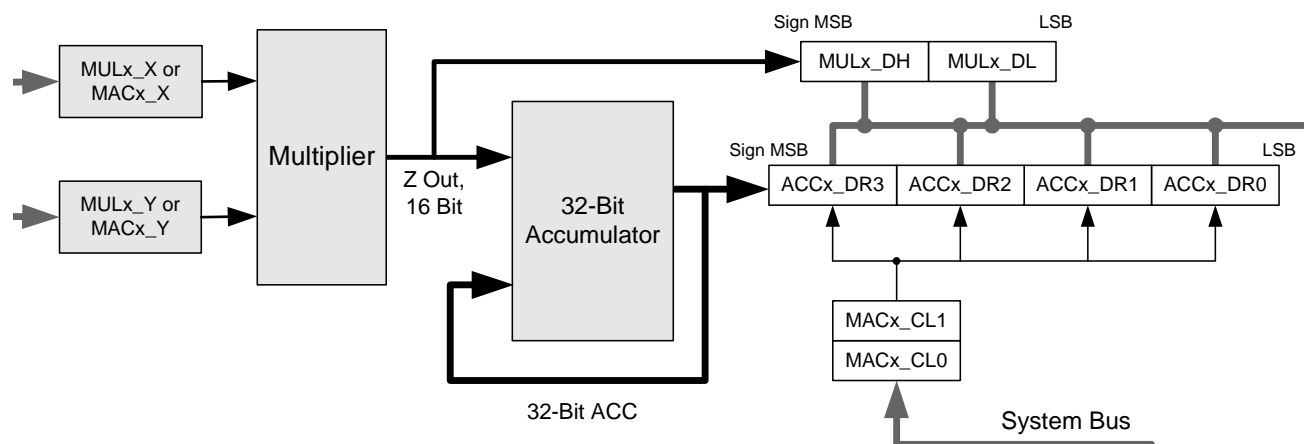 Sign MSB
LSB
MULx_X or
MACx_X
MULx_DH
MULx_DL
Multiplier
Z Out,
16 Bit
32-Bit
Accumulator
Sign MSB
LSB
ACCx_DR3
ACCx_DR2
ACCx_DR1
ACCx_DR0
MULx_Y or
MACx_Y
MACx_CL1
MACx_CL0
32-Bit ACC
System Bus